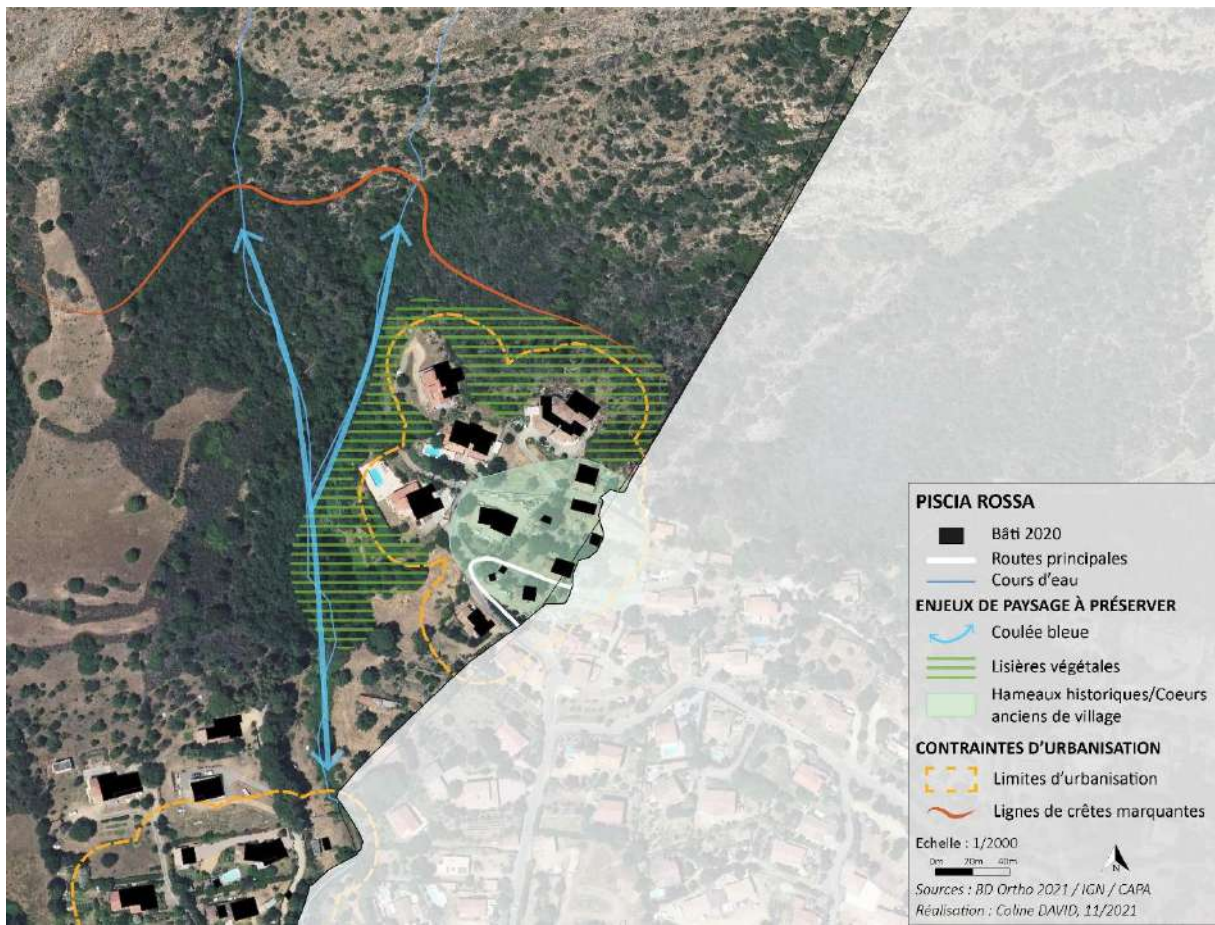 PISCIA ROSSA
Bâti 2020
Routes principales
Cours d'eau
ENJEUX DE PAYSAGE À PRÉSERVER
Coulée bleue
Lisières végétales
Hameaux historiques/Coeurs
anciens de village
CONTRAINTES D'URBANISATION
Limites d'urbanisation
Lignes de crêtes marquantes
Echelle : 1/2000
0m 20m 40m
N
Sources : BD Ortho 2021 / IGN / CAPA
Réalisation : Coline DAVID, 11/2021